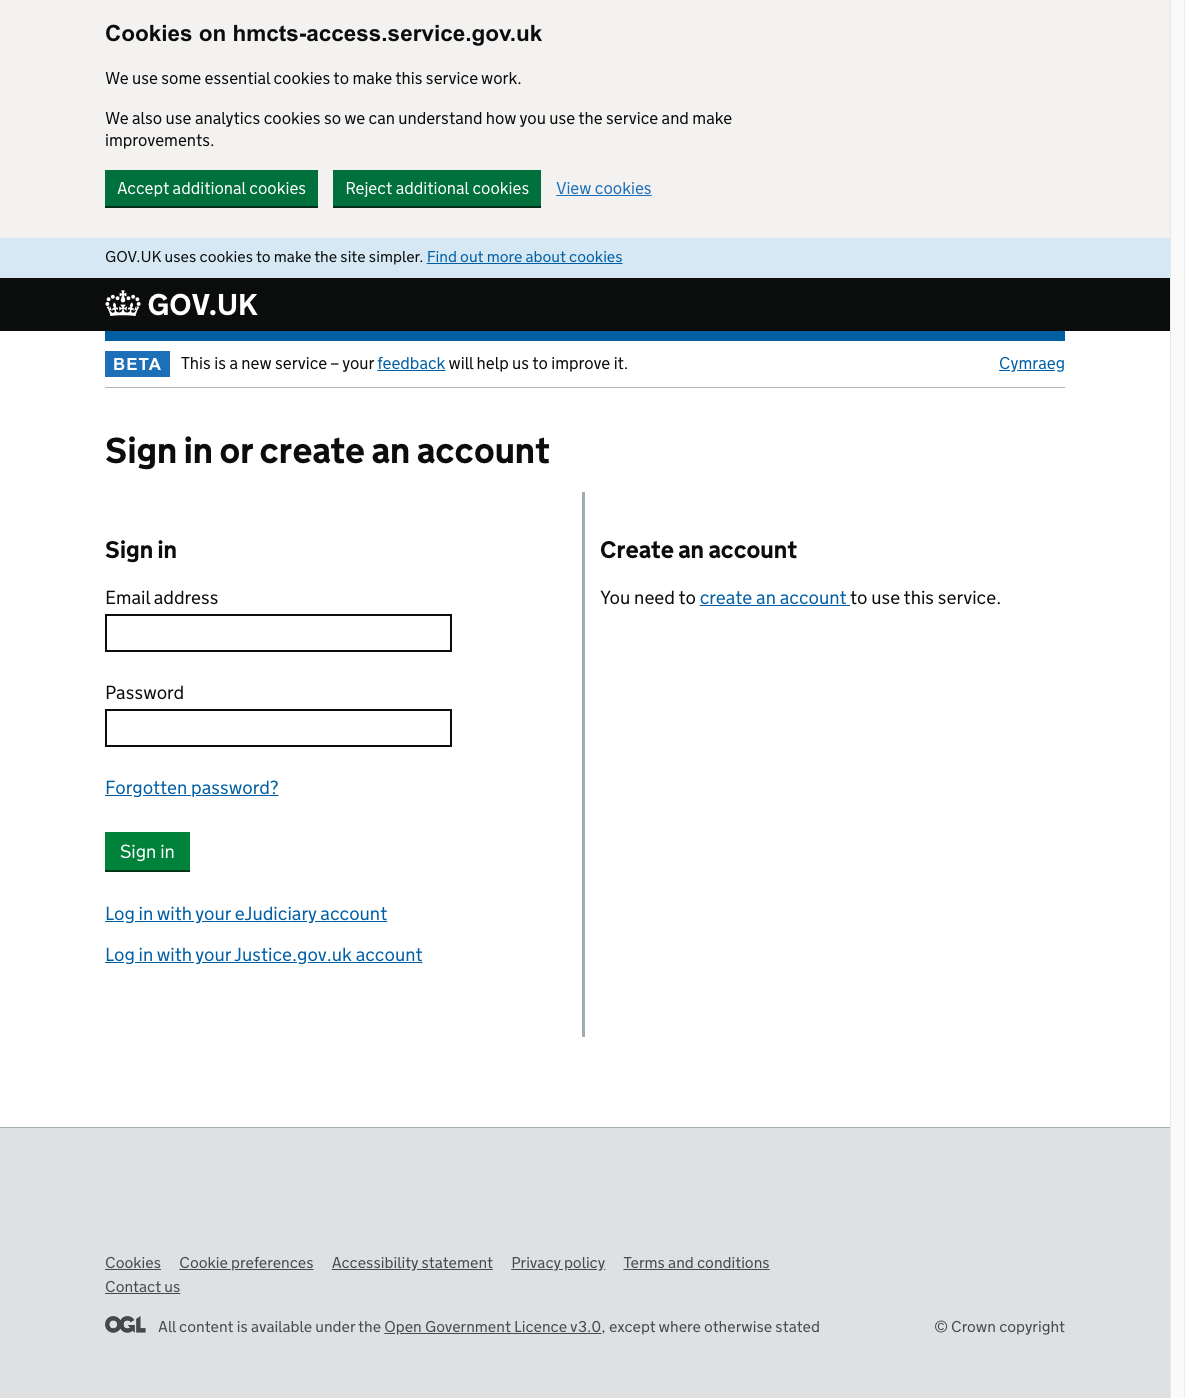 Cookies on hmcts-access.service.gov.uk
We use some essential cookies to make this service work.
We also use analytics cookies so we can understand how you use the service and make
improvements.
Accept additional cookies Reject additional cookies View cookies
GOV.UK uses cookies to make the site simpler. Find out more about cookies
GOV.UK
BETA This is a new service – your feedback will help us to improve it. Cymraeg
Sign in or create an account
Sign in
Email address
Password
Forgotten password?
Sign in
Log in with your eJudiciary account
Log in with your Justice.gov.uk account
Create an account
You need to create an account to use this service.
Cookies Cookie preferences Accessibility statement Privacy policy Terms and conditions
Contact us
OGL All content is available under the Open Government Licence v3.0, except where otherwise stated © Crown copyright